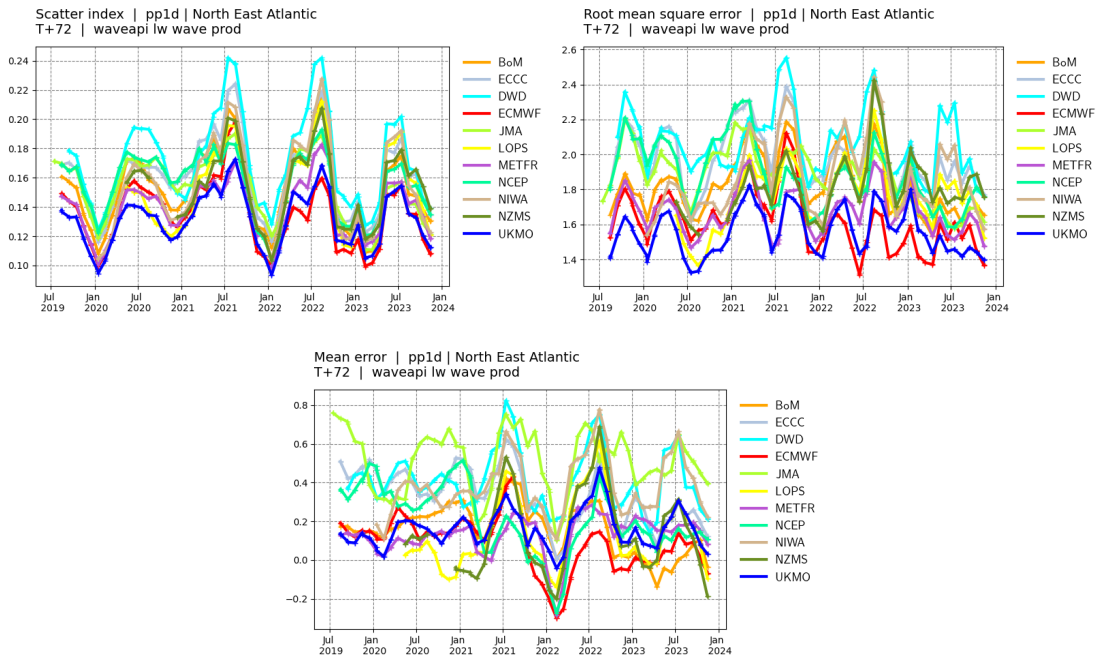 Scatter index  |  pp1d | North East Atlantic
T+72  |  waveapi lw wave prod
0.24
0.22
0.20
0.18
0.16
0.14
0.12
0.10
Jul 2019
Jan 2020
Jul 2020
Jan 2021
Jul 2021
Jan 2022
Jul 2022
Jan 2023
Jul 2023
Jan 2024
BoM
ECCC
DWD
ECMWF
JMA
LOPS
METFR
NCEP
NIWA
NZMS
UKMO
Root mean square error  |  pp1d | North East Atlantic
T+72  |  waveapi lw wave prod
2.6
2.4
2.2
2.0
1.8
1.6
1.4
Jul 2019
Jan 2020
Jul 2020
Jan 2021
Jul 2021
Jan 2022
Jul 2022
Jan 2023
Jul 2023
Jan 2024
BoM
ECCC
DWD
ECMWF
JMA
LOPS
METFR
NCEP
NIWA
NZMS
UKMO
Mean error  |  pp1d | North East Atlantic
T+72  |  waveapi lw wave prod
0.8
0.6
0.4
0.2
0.0
−0.2
Jul 2019
Jan 2020
Jul 2020
Jan 2021
Jul 2021
Jan 2022
Jul 2022
Jan 2023
Jul 2023
Jan 2024
BoM
ECCC
DWD
ECMWF
JMA
LOPS
METFR
NCEP
NIWA
NZMS
UKMO